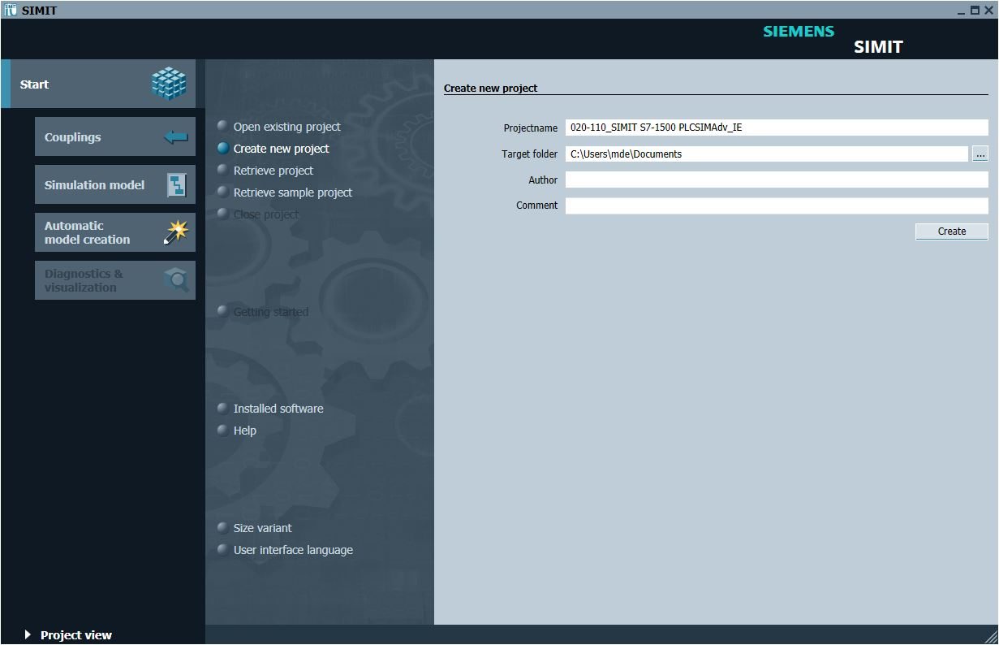 SIMIT
SIEMENS
SIMIT
Start
Couplings
Simulation model
Automatic
model creation
Diagnostics &
visualization
Project view
Open existing project
Create new project
Retrieve project
Retrieve sample project
Close project
Getting started
Installed software
Help
Size variant
User interface language
Create new project
Projectname 020-110_SIMIT S7-1500 PLCSIMAdv_IE
Target folder C:\Users\mde\Documents ...
Author
Comment
Create